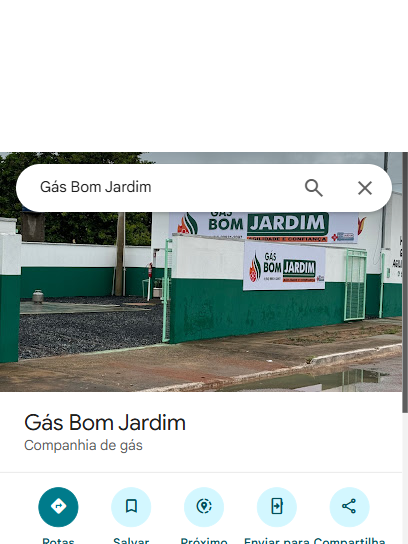 Gás Bom Jardim
GÁS
BOM JARDIM
AGILIDADE E CONFIANÇA
GÁS
BOM JARDIM
Gás Bom Jardim
Companhia de gás
Rotas
Salvar
Próximo
Enviar para
Compartilha